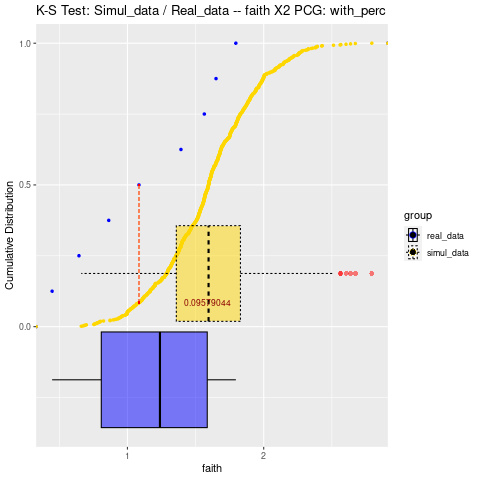 K-S Test: Simul_data / Real_data -- faith X2 PCG: with_perc
1.0
0.5
0.0
Cumulative Distribution
0.09579044
1
2
faith
group
real_data
simul_data